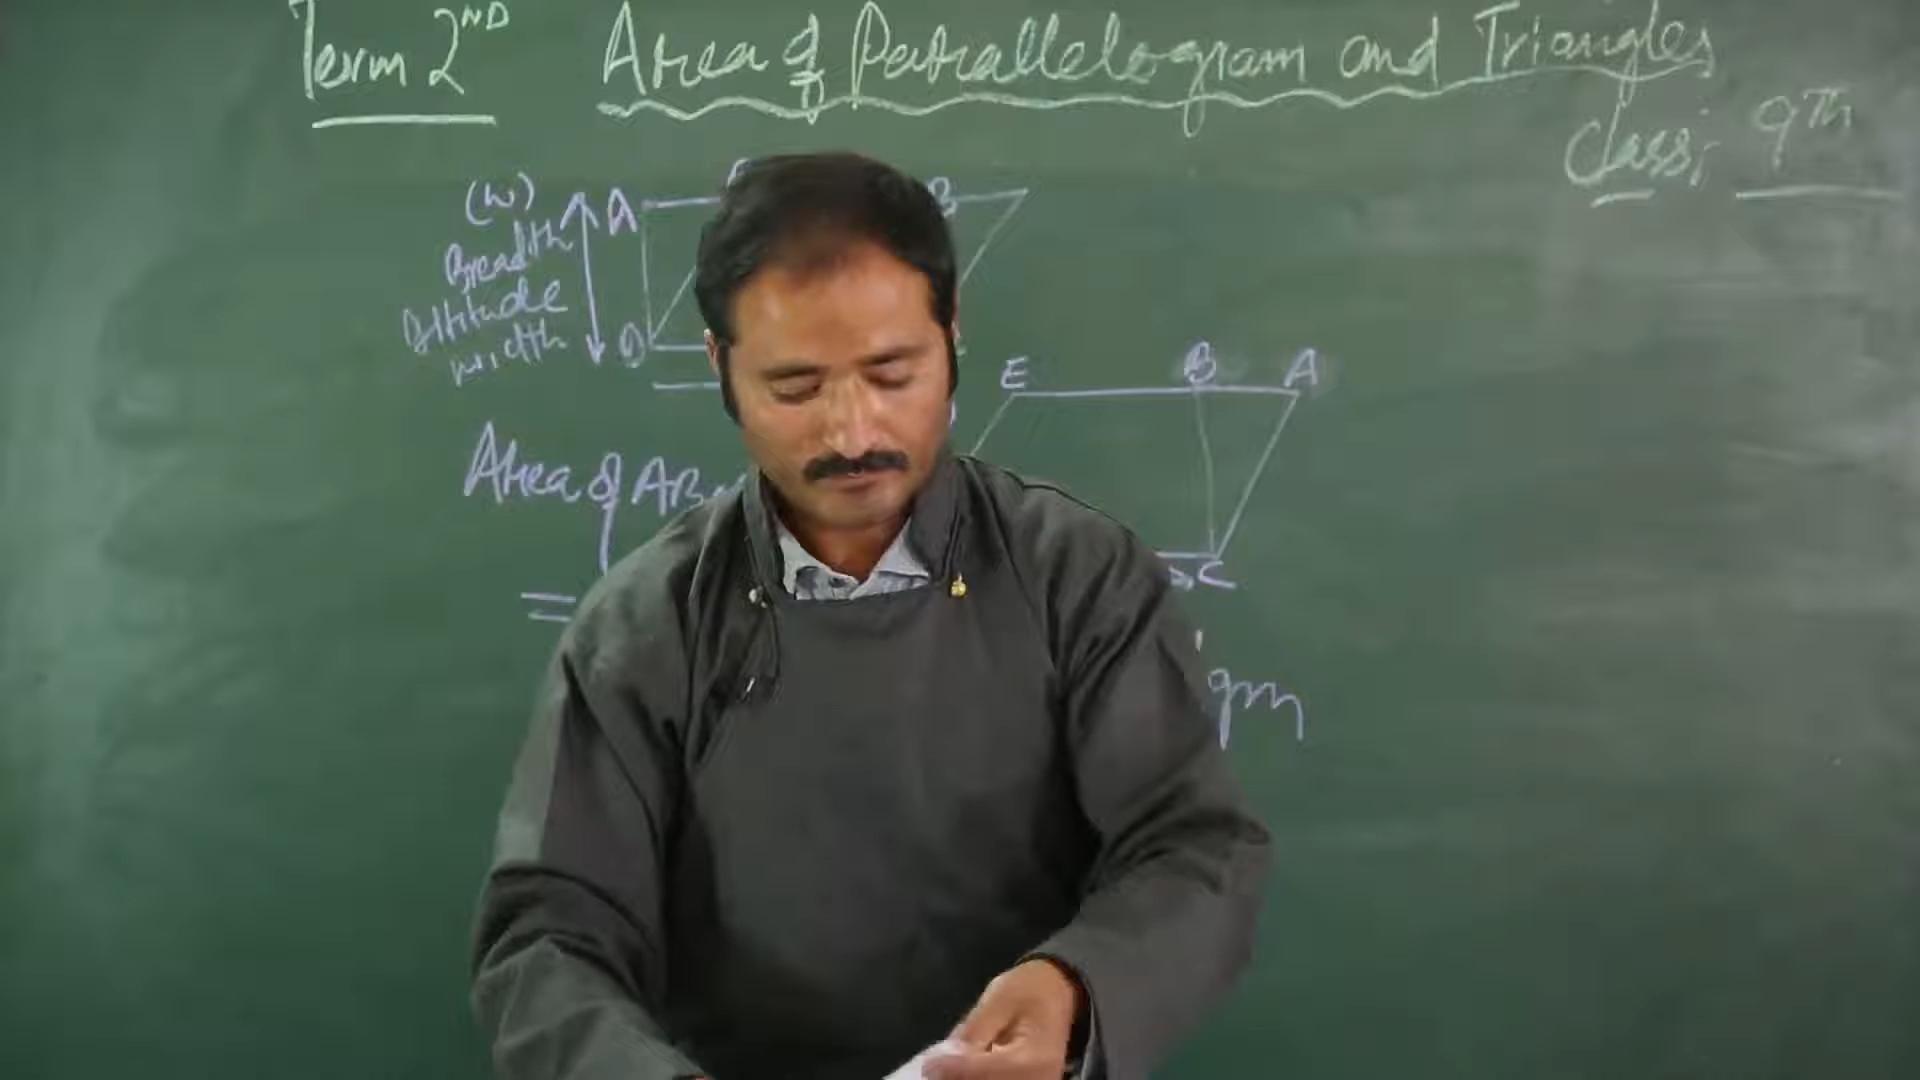 Term 2ND Area of Parallelogram and Triangles
Class; 9Th
(w)
Breadth
Altitude
width
A B
D
E B A
C
Area of AB
=
gm